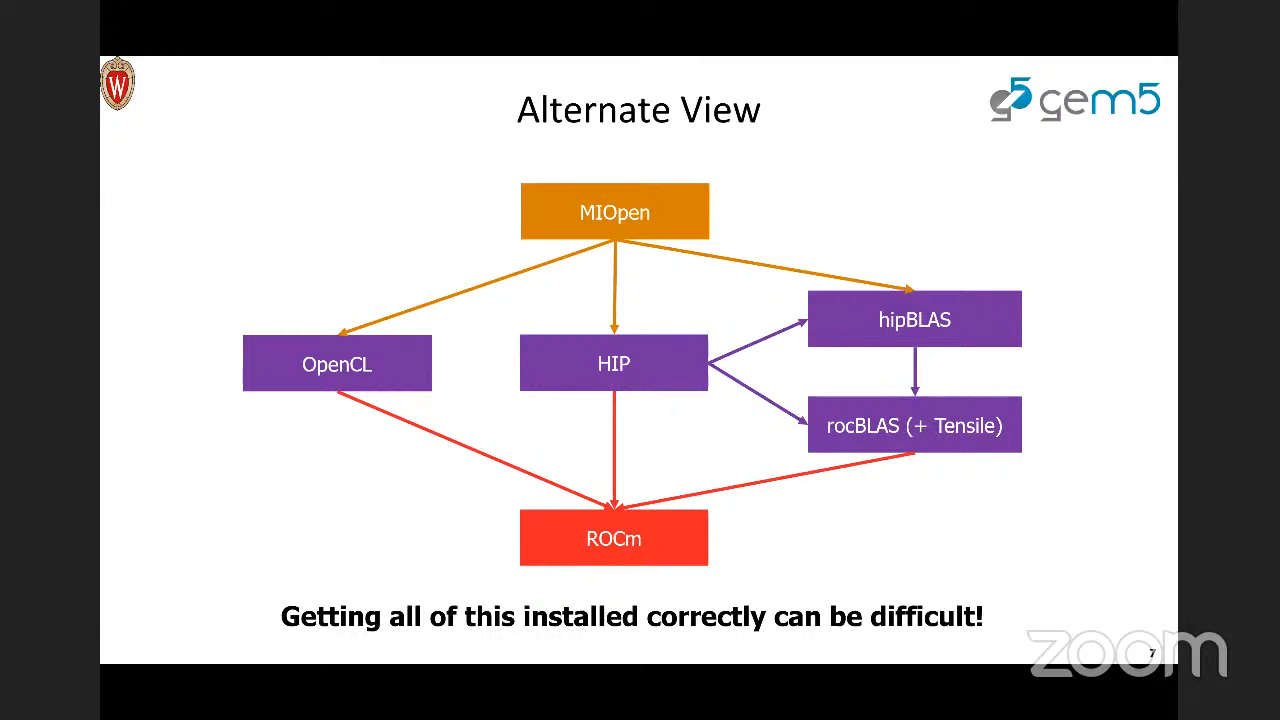 W
gem5
Alternate View
MIOpen
hipBLAS
OpenCL
HIP
rocBLAS (+ Tensile)
ROCm
Getting all of this installed correctly can be difficult!
7
zoom